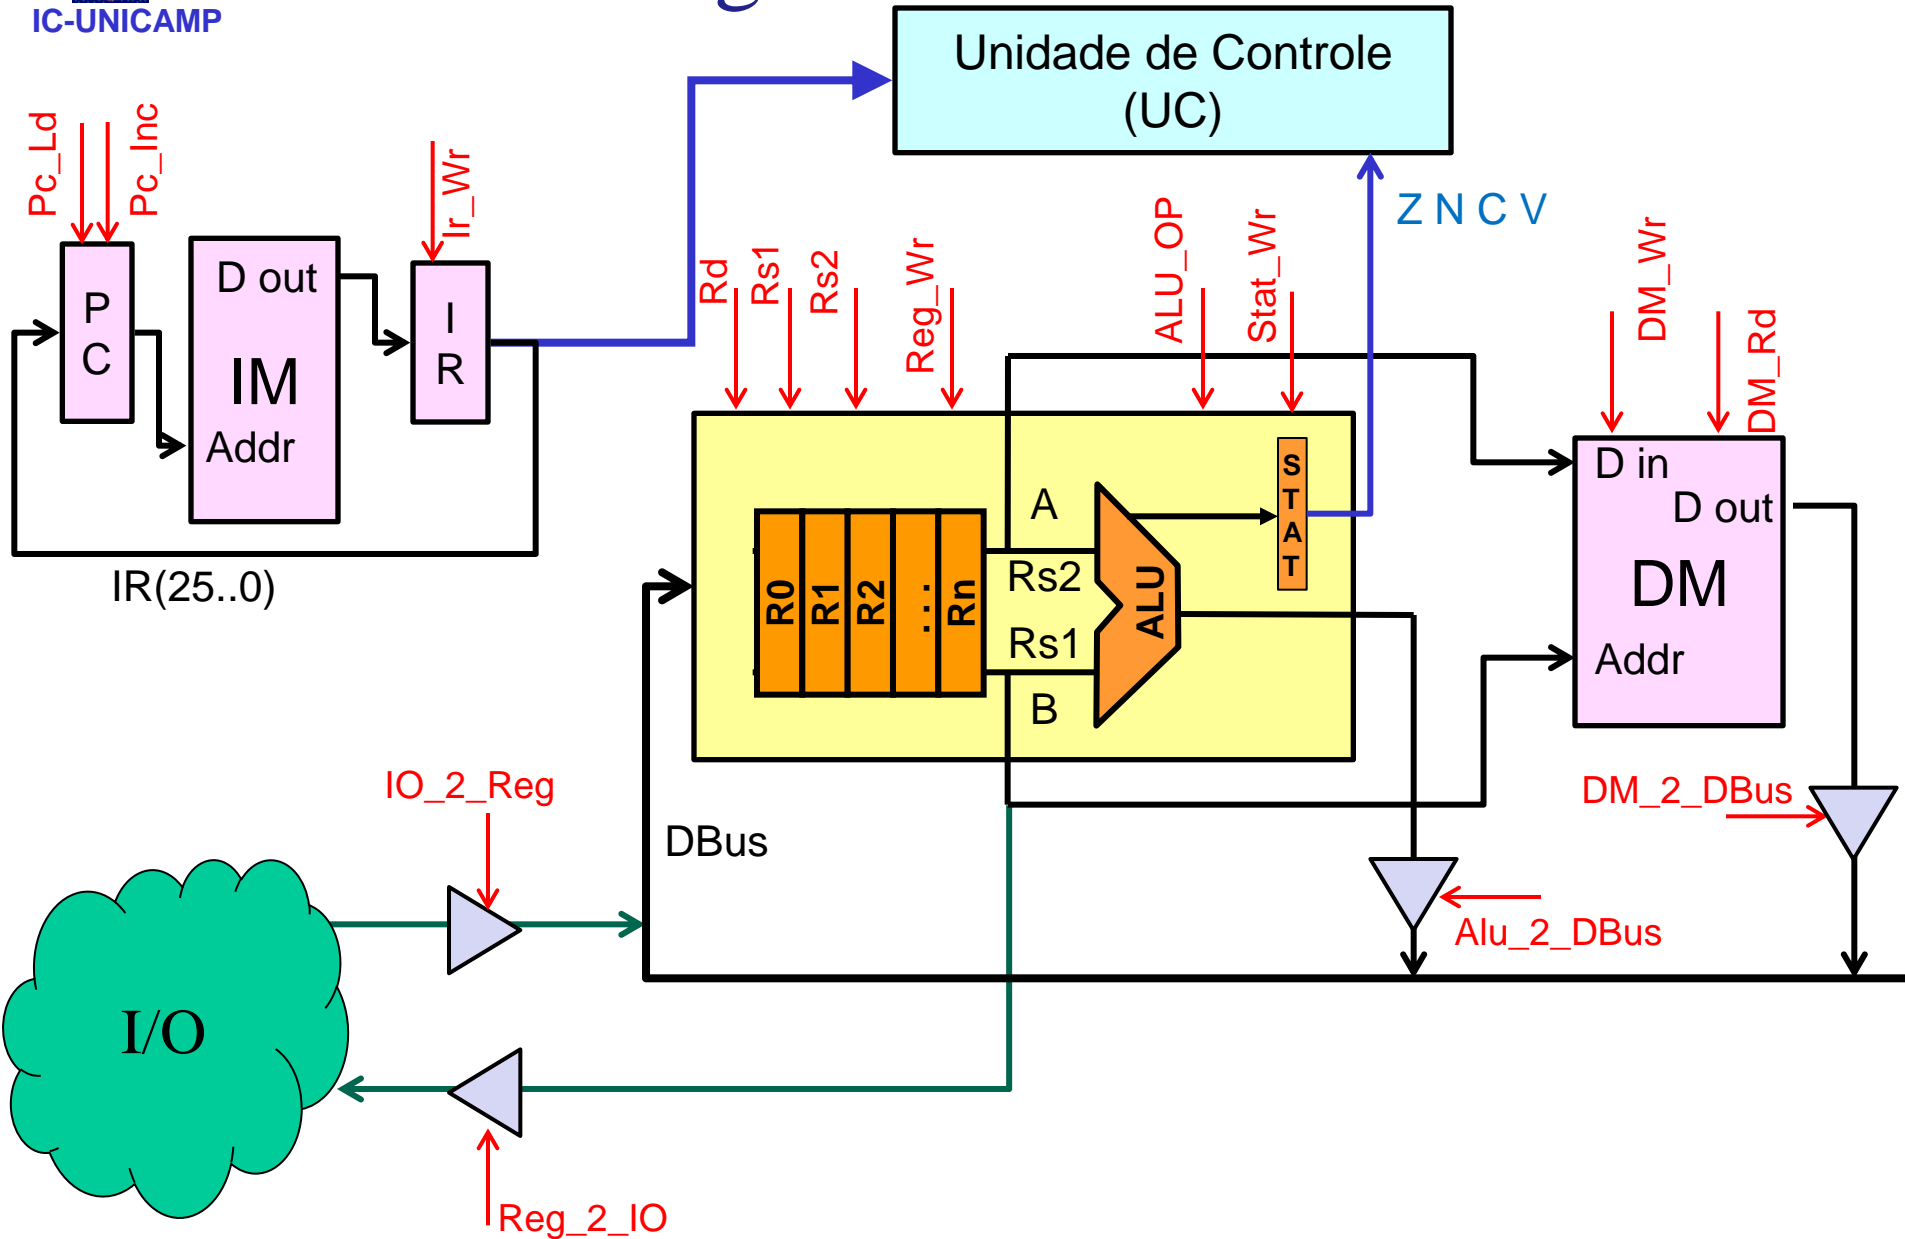 IC-UNICAMP
Unidade de Controle
(UC)
Pc_Ld
Pc_Inc
Ir_Wr
Z N C V
Rd
Rs1
Rs2
Reg_Wr
ALU_OP
Stat_Wr
DM_Wr
DM_Rd
P
C
D out
IM
Addr
I
R
IR(25..0)
A
Rs2
Rs1
B
R0
R1
R2
...
Rn
ALU
S
T
A
T
D in
D out
DM
Addr
IO_2_Reg
DBus
DM_2_DBus
Alu_2_DBus
I/O
Reg_2_IO